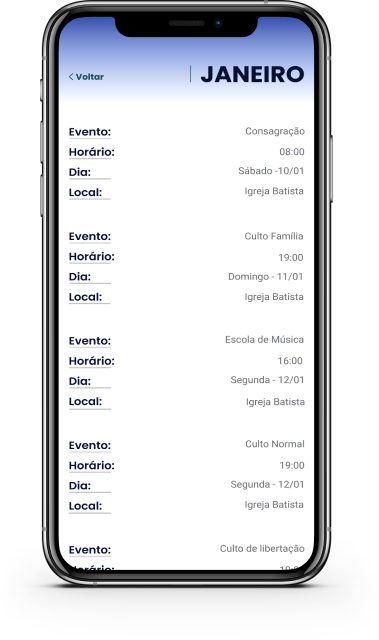 Voltar
JANEIRO
Evento: Consagração
Horário: 08:00
Dia: Sábado -10/01
Local: Igreja Batista
Evento: Culto Família
Horário: 19:00
Dia: Domingo - 11/01
Local: Igreja Batista
Evento: Escola de Música
Horário: 16:00
Dia: Segunda - 12/01
Local: Igreja Batista
Evento: Culto Normal
Horário: 19:00
Dia: Segunda - 12/01
Local: Igreja Batista
Evento: Culto de libertação
Horário: